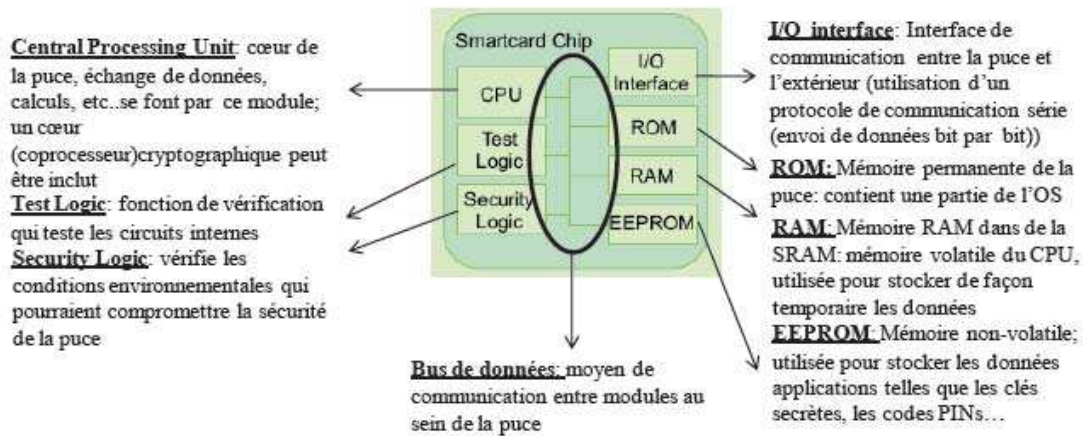 Central Processing Unit: cœur de
la puce, échange de données,
calculs, etc..se font par ce module;
un cœur
(coprocesseur)cryptographique peut
être inclut
Test Logic: fonction de vérification
qui teste les circuits internes
Security Logic: vérifie les
conditions environnementales qui
pourraient compromettre la sécurité
de la puce
Smartcard Chip
CPU
Test
Logic
Security
Logic
I/O
Interface
ROM
RAM
EEPROM
Bus de données: moyen de
communication entre modules au
sein de la puce
I/O interface: Interface de
communication entre la puce et
l'extérieur (utilisation d'un
protocole de communication série
(envoi de données bit par bit))
ROM: Mémoire permanente de la
puce: contient une partie de l'OS
RAM: Mémoire RAM dans de la
SRAM: mémoire volatile du CPU,
utilisée pour stocker de façon
temporaire les données
EEPROM: Mémoire non-volatile;
utilisée pour stocker les données
applications telles que les clés
secrètes, les codes PINs…